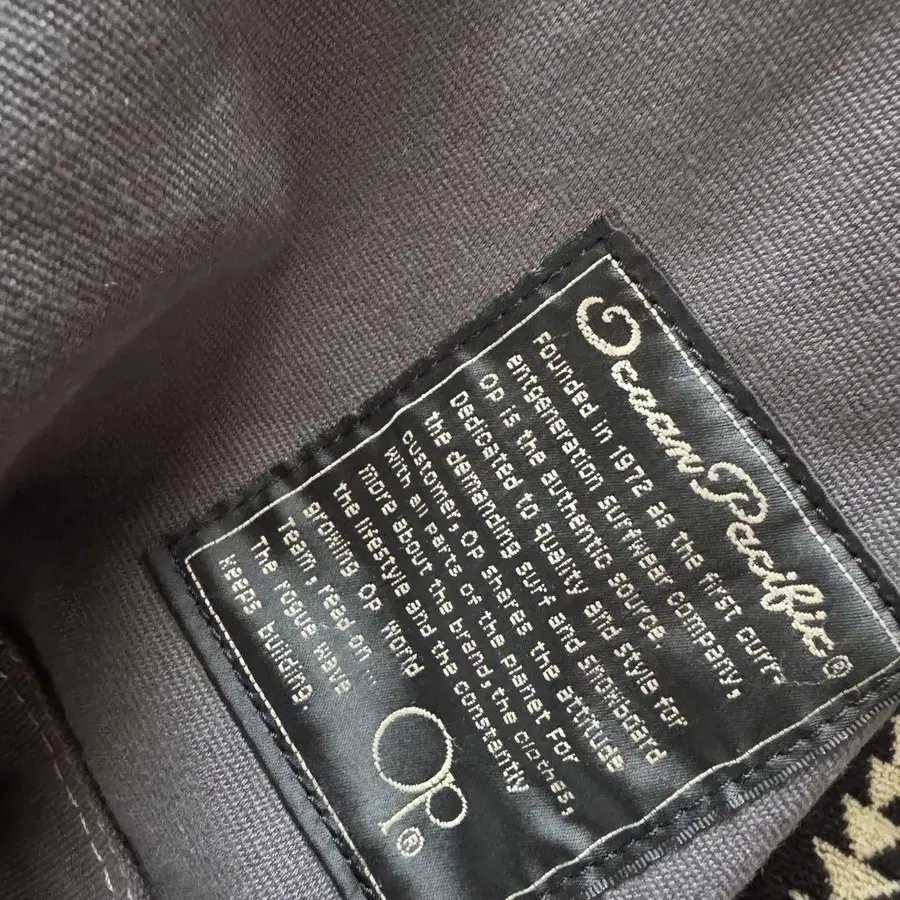 Ocean Pacific®
Founded in 1972 as the first curr-
entgeneration surfwear company,
OP is the authentic source.
Dedicated to quality and style for
the demanding surf and snowboard
customer, OP shares the attitude
with all parts of the planet For
more about the brand, the clothes,
the lifestyle and the constantly
growing OP World
Team, read on
The rogue wave
keeps building.
Op®